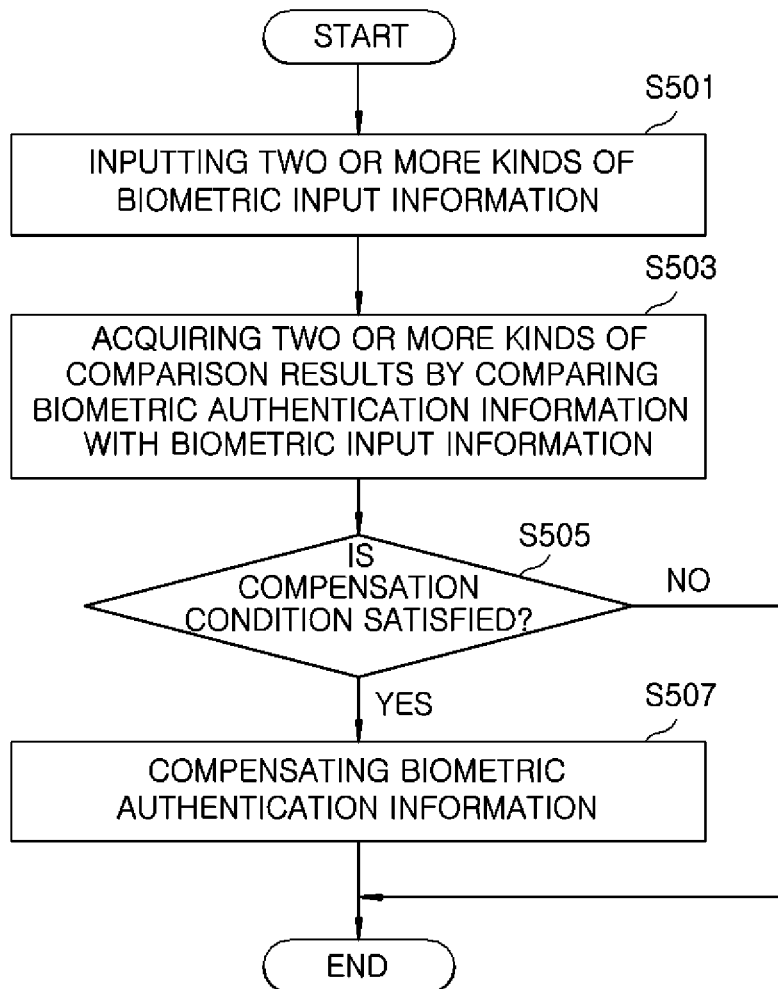 START
S501
INPUTTING TWO OR MORE KINDS OF
BIOMETRIC INPUT INFORMATION
S503
ACQUIRING TWO OR MORE KINDS OF
COMPARISON RESULTS BY COMPARING
BIOMETRIC AUTHENTICATION INFORMATION
WITH BIOMETRIC INPUT INFORMATION
S505
IS
COMPENSATION
CONDITION SATISFIED?
NO
YES
S507
COMPENSATING BIOMETRIC
AUTHENTICATION INFORMATION
END